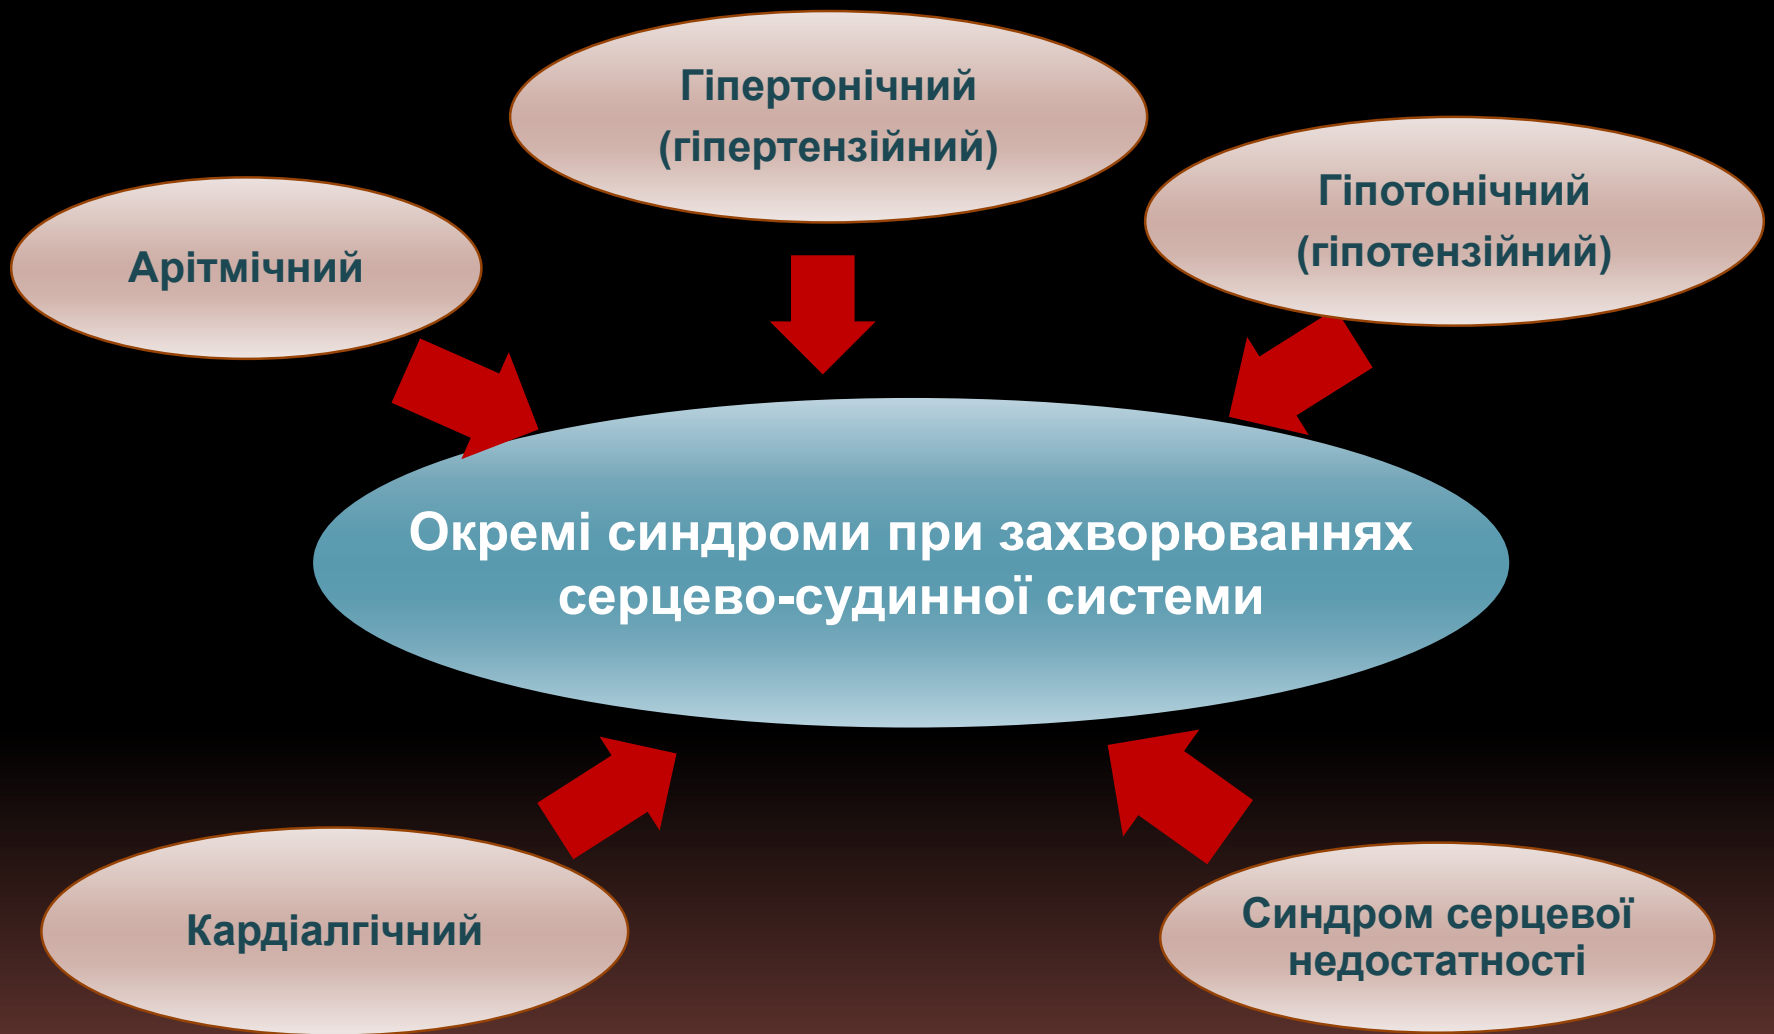 Гіпертонічний
(гіпертензійний)
Гіпотонічний
(гіпотензійний)
Арітмічний
Окремі синдроми при захворюваннях
серцево-судинної системи
Кардіалгічний
Синдром серцевої
недостатності